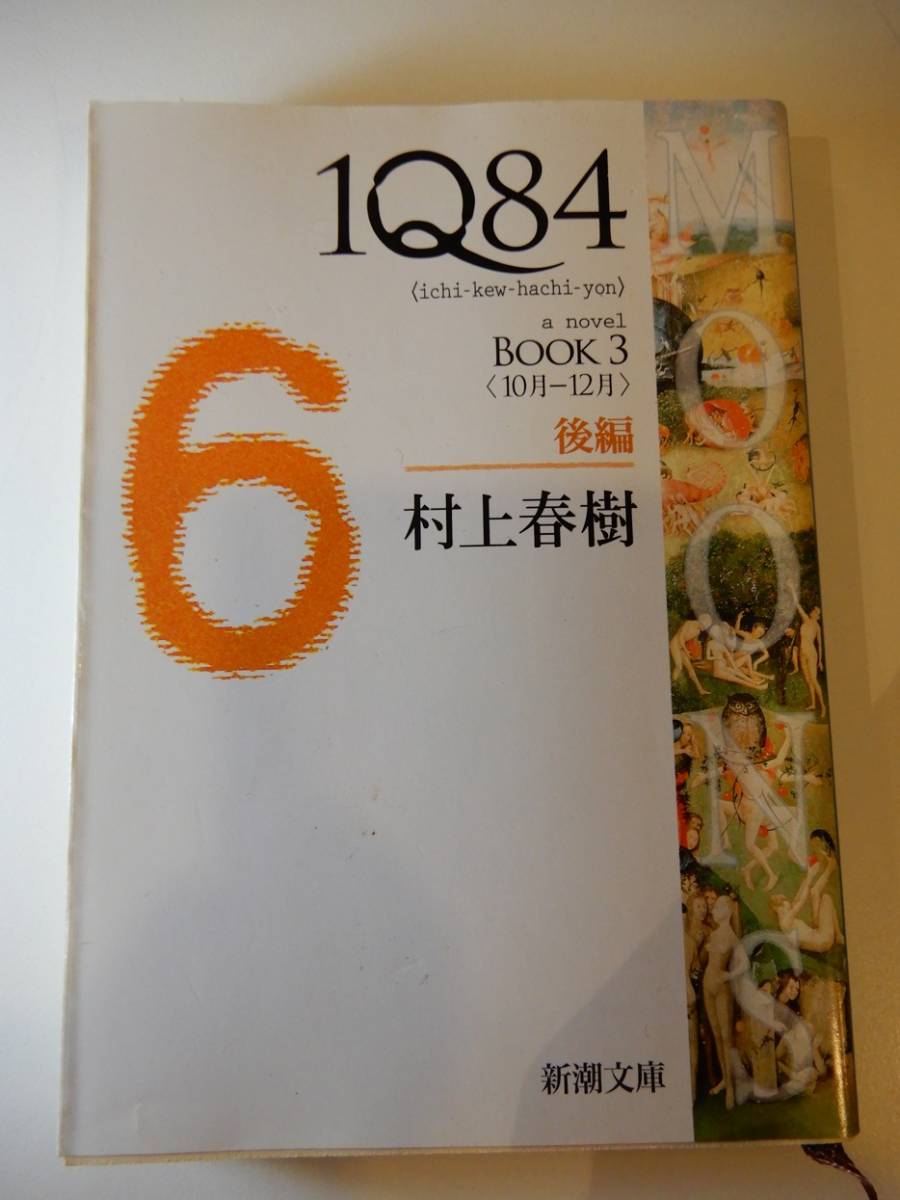 1Q84
〈ichi-kew-hachi-yon〉
a novel
BOOK 3
〈10月-12月〉
後編
6
村上春樹
新潮文庫
MOONS